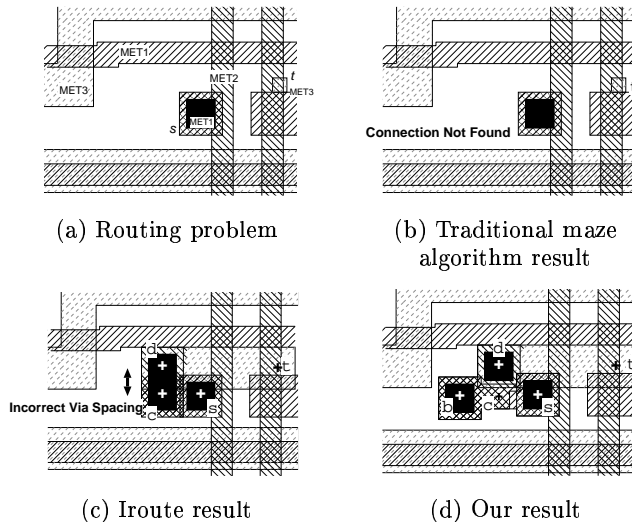 MET1
MET2
MET3
t
MET3
s
MET1
(a) Routing problem
t
Connection Not Found
(b) Traditional maze
algorithm result
d
t
Incorrect Via Spacing
c
s
(c) Iroute result
d
t
b
c
s
(d) Our result